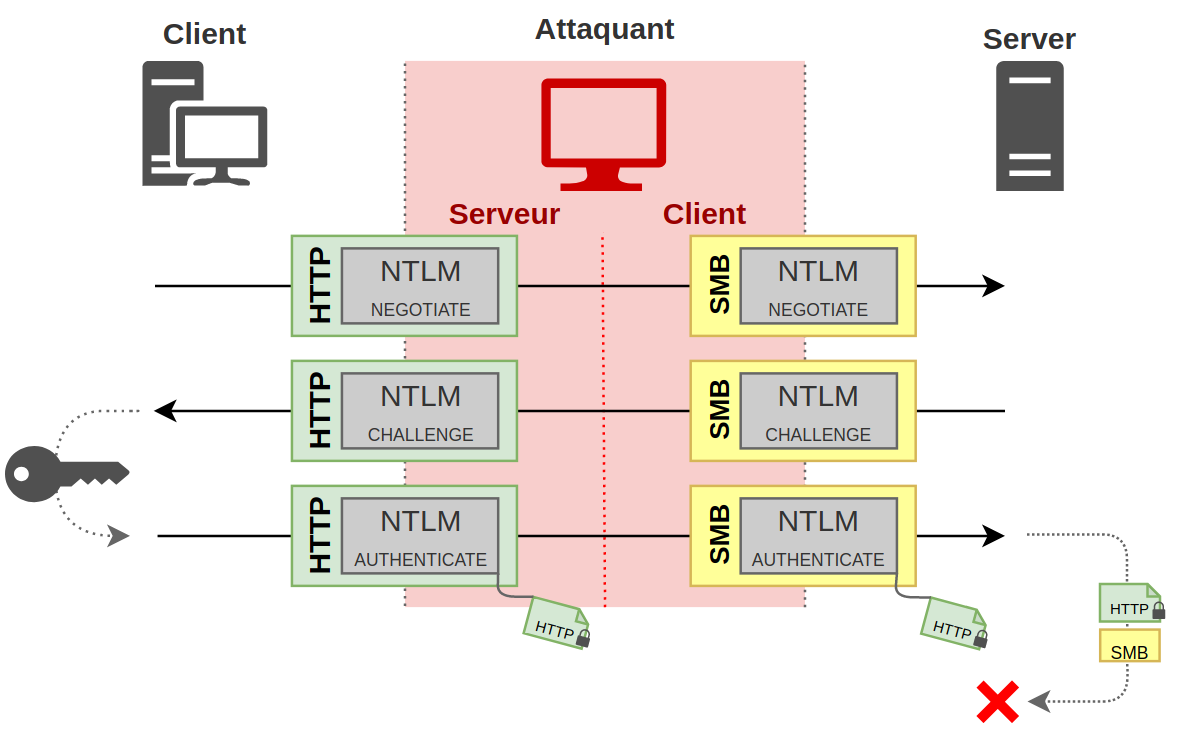 Client
Attaquant
Server
Serveur
Client
HTTP
NTLM
NEGOTIATE
SMB
NTLM
NEGOTIATE
HTTP
NTLM
CHALLENGE
SMB
NTLM
CHALLENGE
HTTP
NTLM
AUTHENTICATE
SMB
NTLM
AUTHENTICATE
HTTP
HTTP
HTTP
SMB